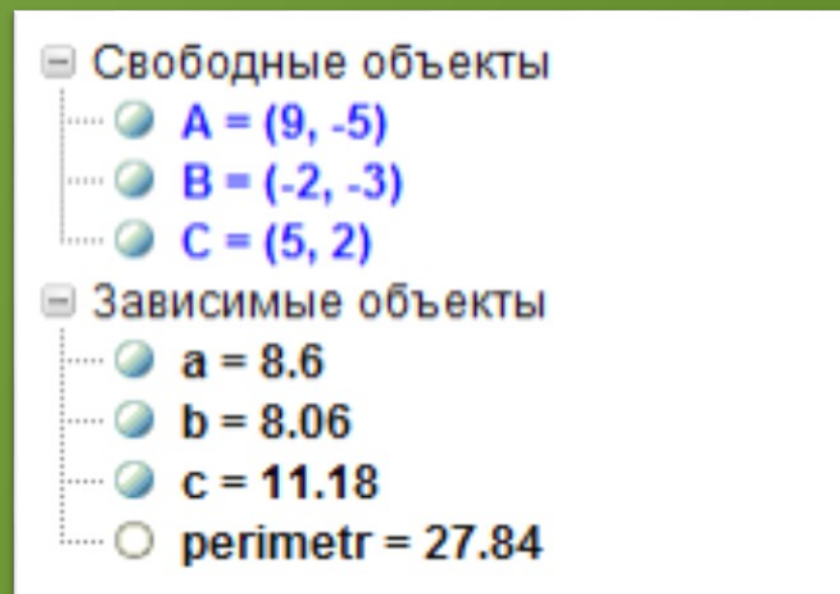 Свободные объекты
A = (9, -5)
B = (-2, -3)
C = (5, 2)
Зависимые объекты
a = 8.6
b = 8.06
c = 11.18
perimetr = 27.84